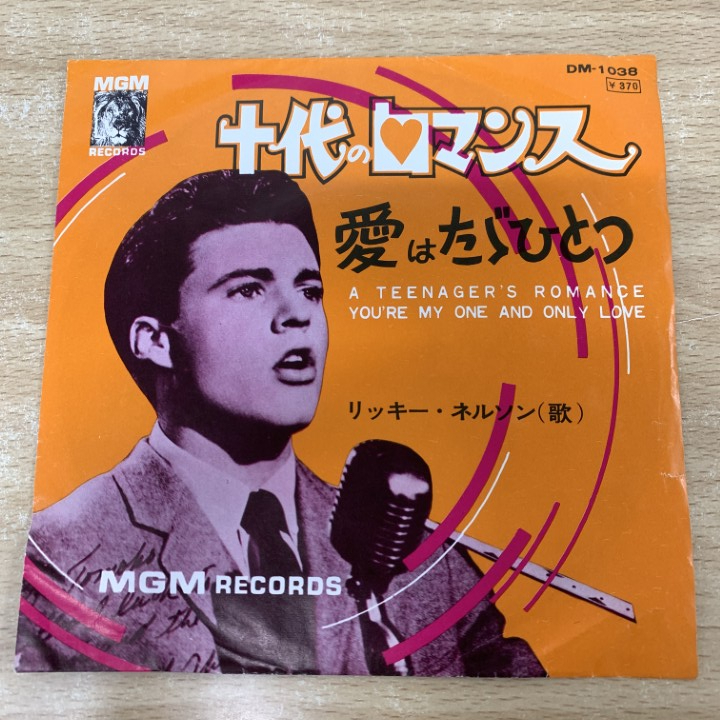 MGM
RECORDS
DM-1038
¥370
十代のロマンス
愛はたゞひとつ
A TEENAGER'S ROMANCE
YOU'RE MY ONE AND ONLY LOVE
リッキー・ネルソン(歌)
MGM RECORDS